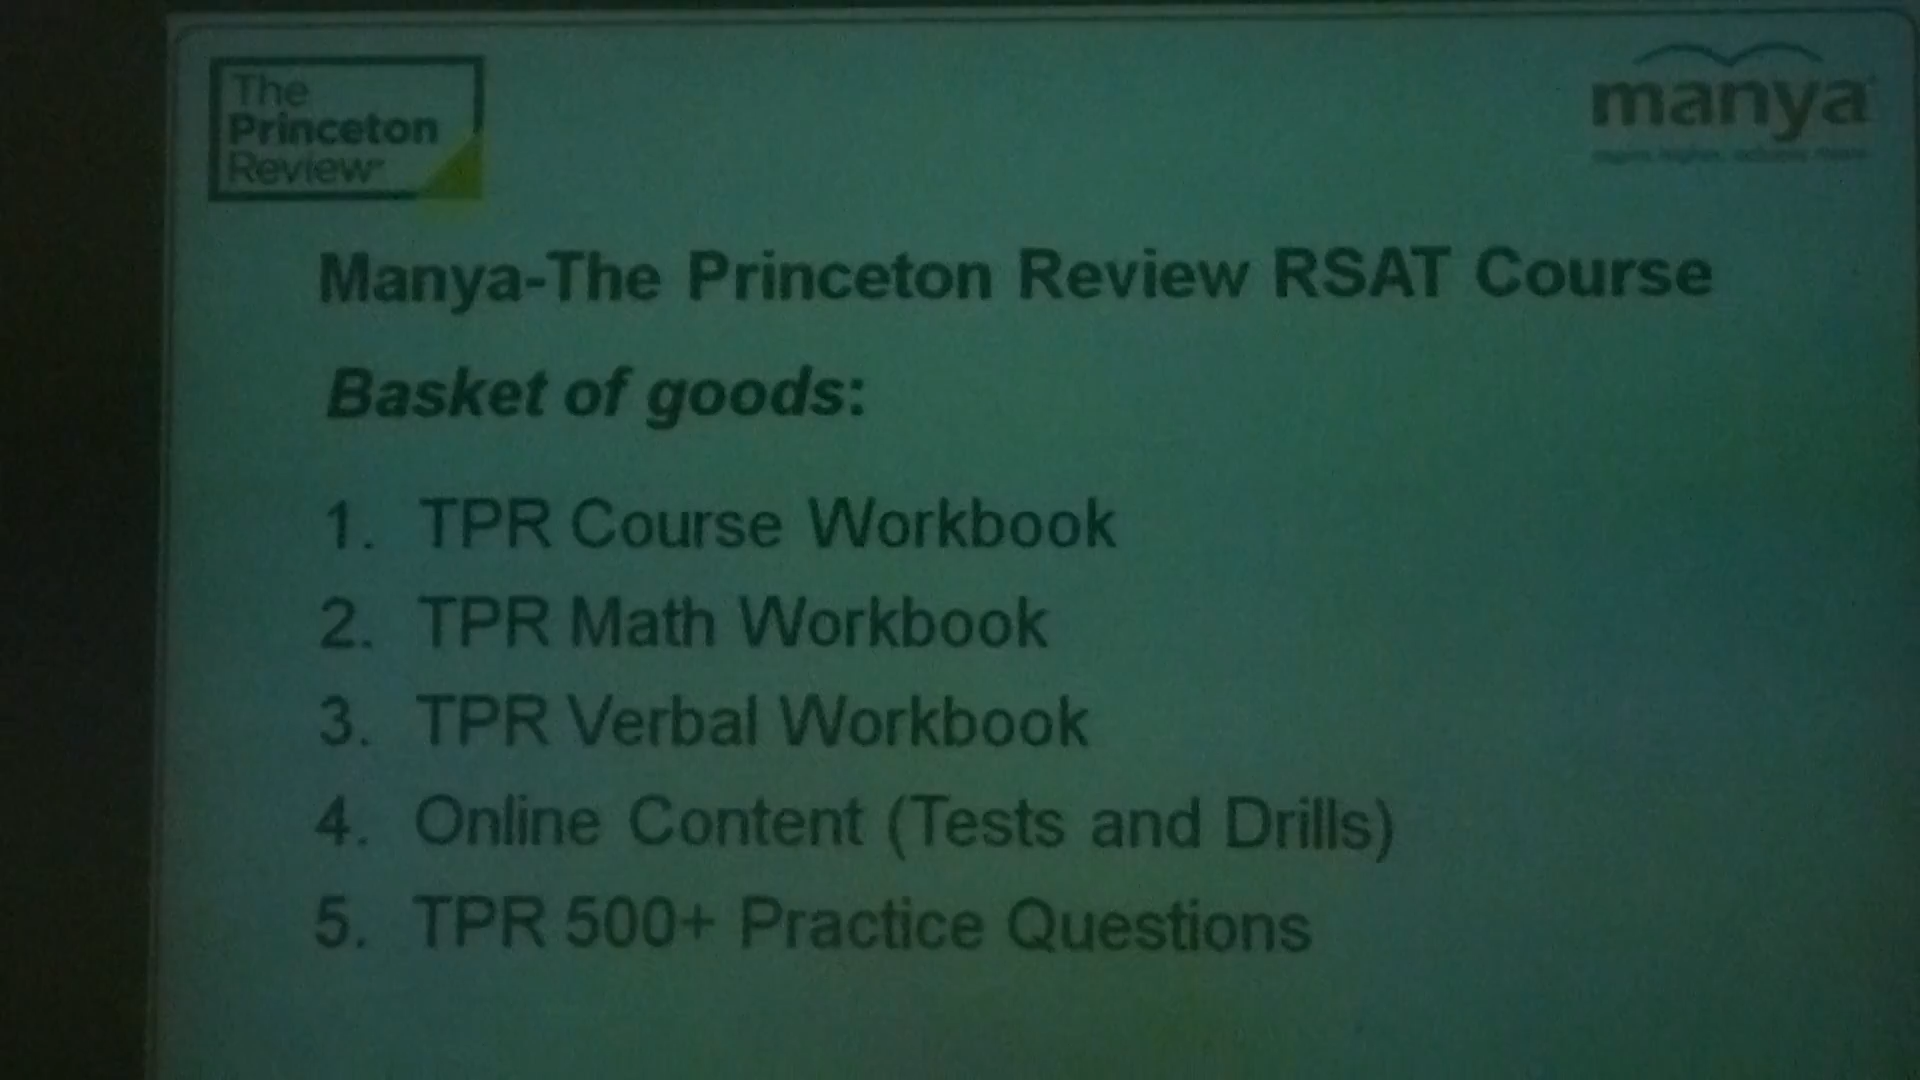 The
Princeton
Review
manya
Manya-The Princeton Review RSAT Course
Basket of goods:
1. TPR Course Workbook
2. TPR Math Workbook
3. TPR Verbal Workbook
4. Online Content (Tests and Drills)
5. TPR 500+ Practice Questions